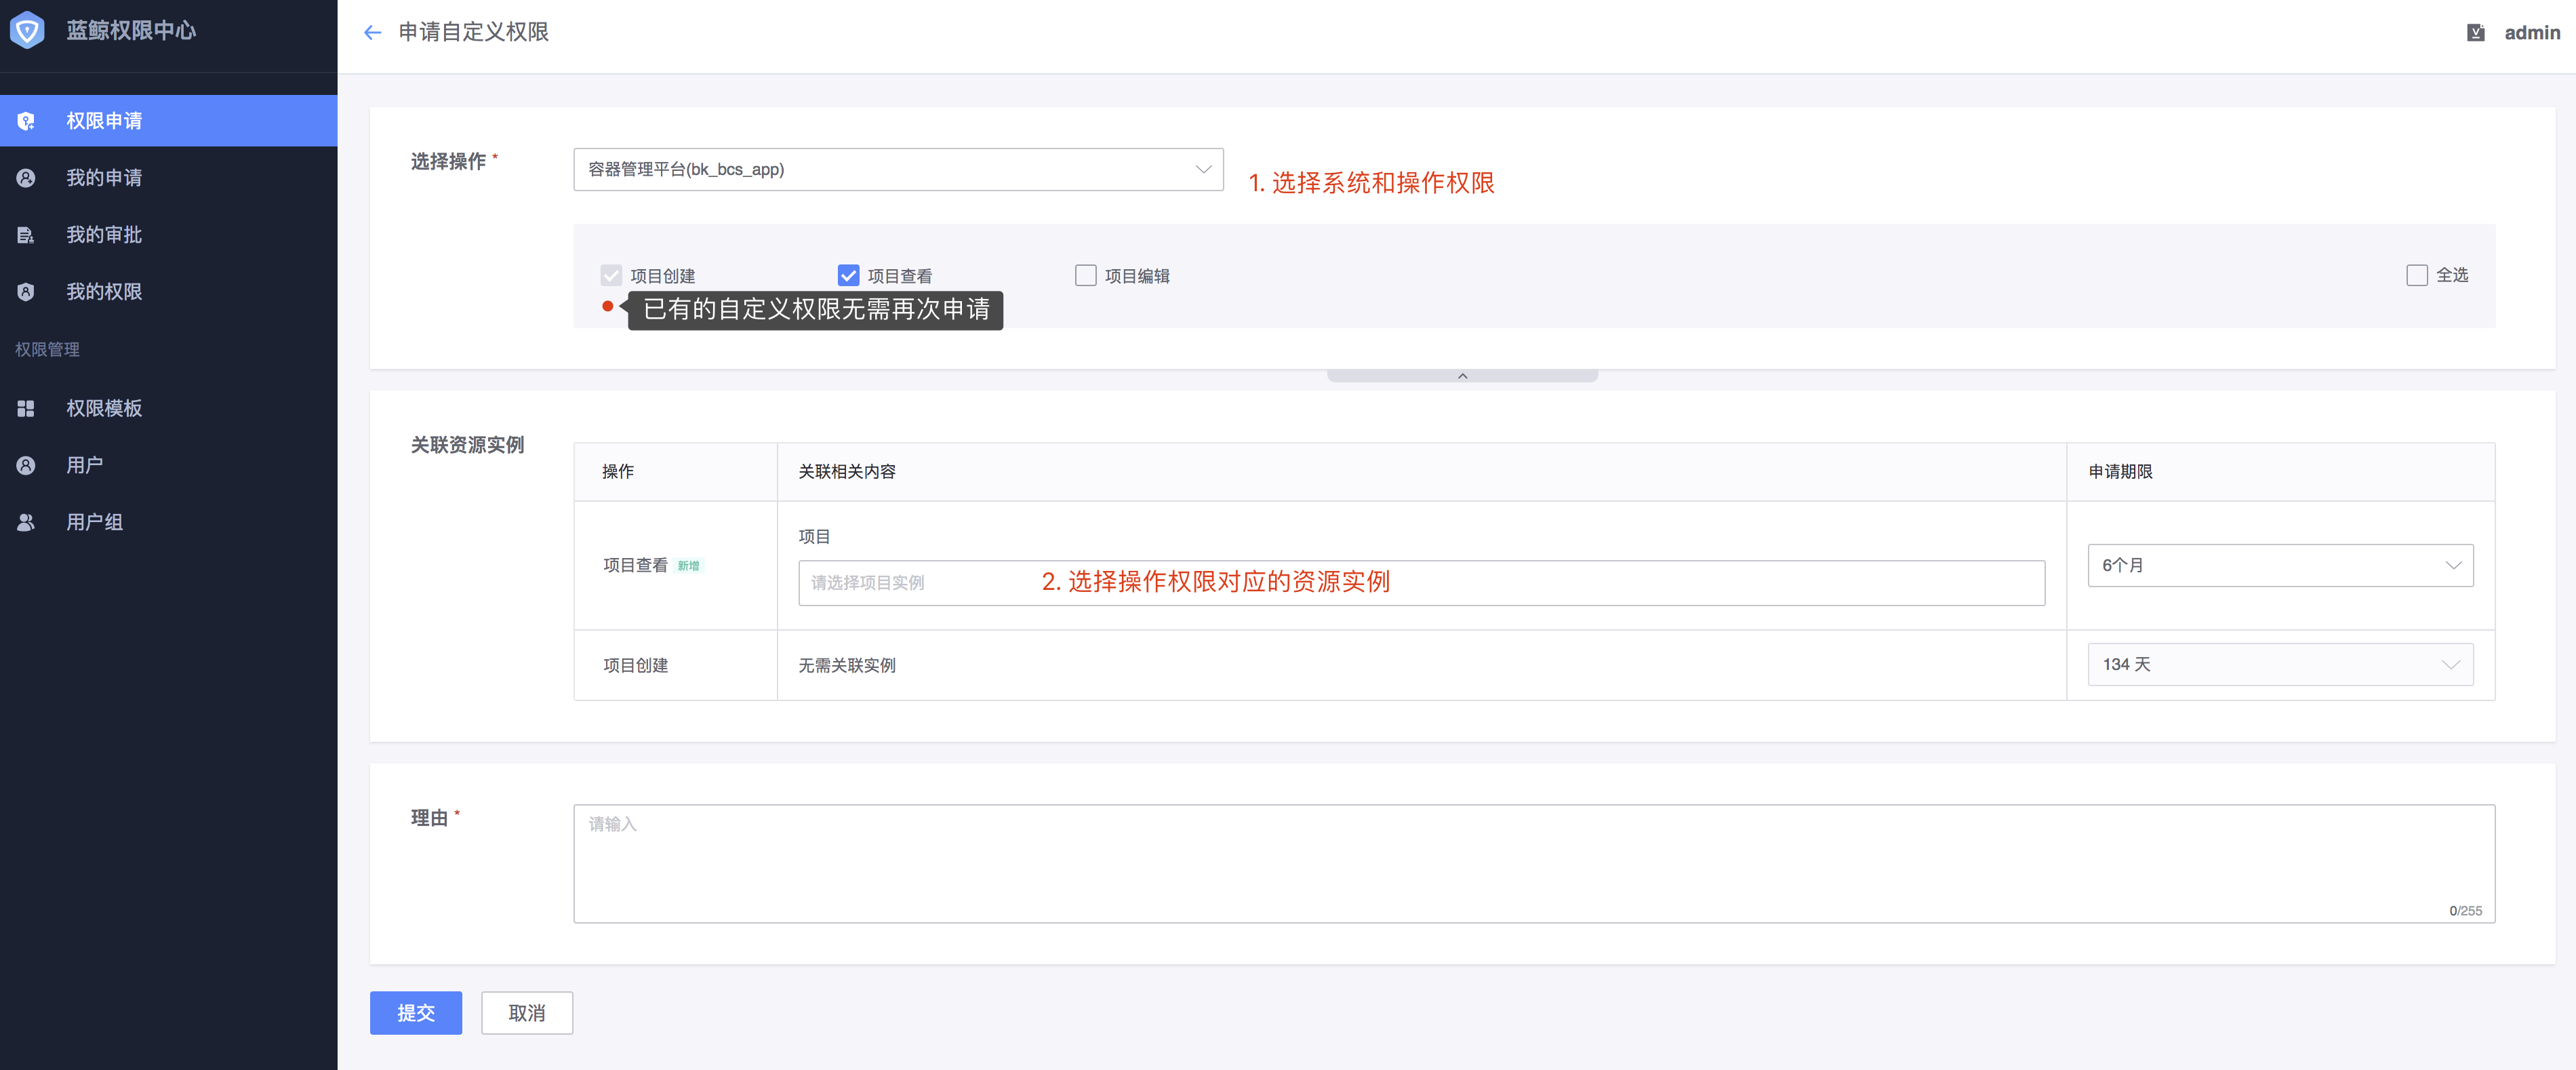 蓝鲸权限中心
申请自定义权限
admin
权限申请
我的申请
我的审批
我的权限
权限管理
权限模板
用户
用户组
选择操作 *
容器管理平台(bk_bcs_app)
1. 选择系统和操作权限
项目创建
项目查看
项目编辑
全选
已有的自定义权限无需再次申请
关联资源实例
操作
关联相关内容
申请期限
项目
项目查看 新增
请选择项目实例
2. 选择操作权限对应的资源实例
6个月
项目创建
无需关联实例
134 天
理由 *
请输入
0/255
提交
取消